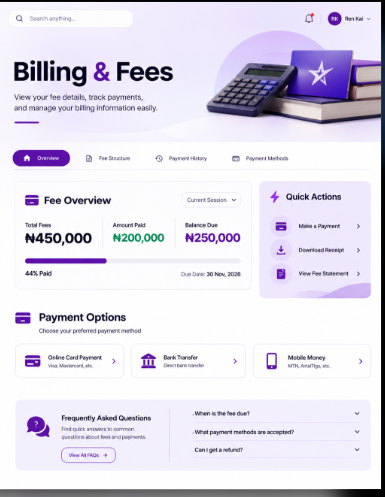 Search anything...
RK
Ren Kai
Billing & Fees
View your fee details, track payments,
and manage your billing information easily.
Overview
Fee Structure
Payment History
Payment Methods
Fee Overview
Current Session
Total Fees
₦450,000
Amount Paid
₦200,000
Balance Due
₦250,000
44% Paid
Due Date: 30 Nov, 2026
Quick Actions
Make a Payment
Download Receipt
View Fee Statement
Payment Options
Choose your preferred payment method
Online Card Payment
Visa, Mastercard, etc.
Bank Transfer
Direct bank transfer
Mobile Money
MTN, AirtelTigo, etc.
Frequently Asked Questions
Find quick answers to common
questions about fees and payments.
View All FAQs
When is the fee due?
What payment methods are accepted?
Can I get a refund?